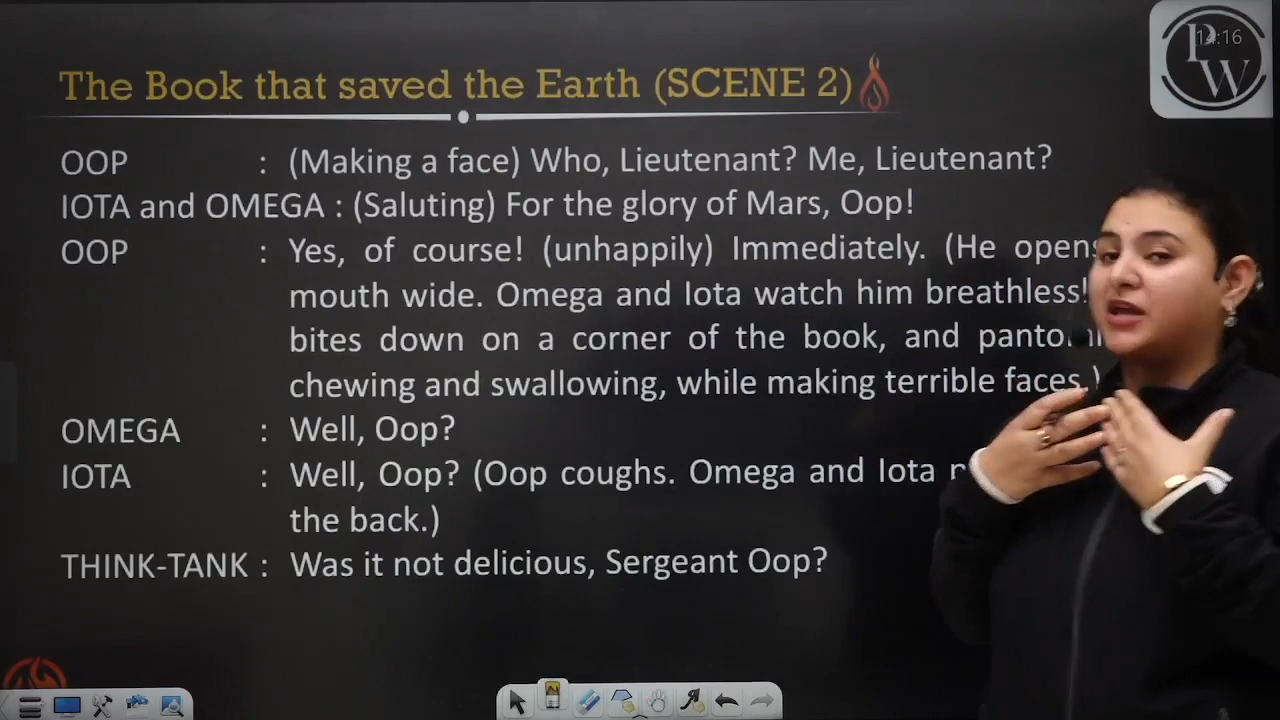 The Book that saved the Earth (SCENE 2)
14:16
PW
OOP : (Making a face) Who, Lieutenant? Me, Lieutenant?
IOTA and OMEGA : (Saluting) For the glory of Mars, Oop!
OOP : Yes, of course! (unhappily) Immediately. (He opens
mouth wide. Omega and Iota watch him breathless!
bites down on a corner of the book, and
chewing and swallowing, while making terrible faces.)
OMEGA : Well, Oop?
IOTA : Well, Oop? (Oop coughs. Omega and Iota
the back.)
THINK-TANK : Was it not delicious, Sergeant Oop?